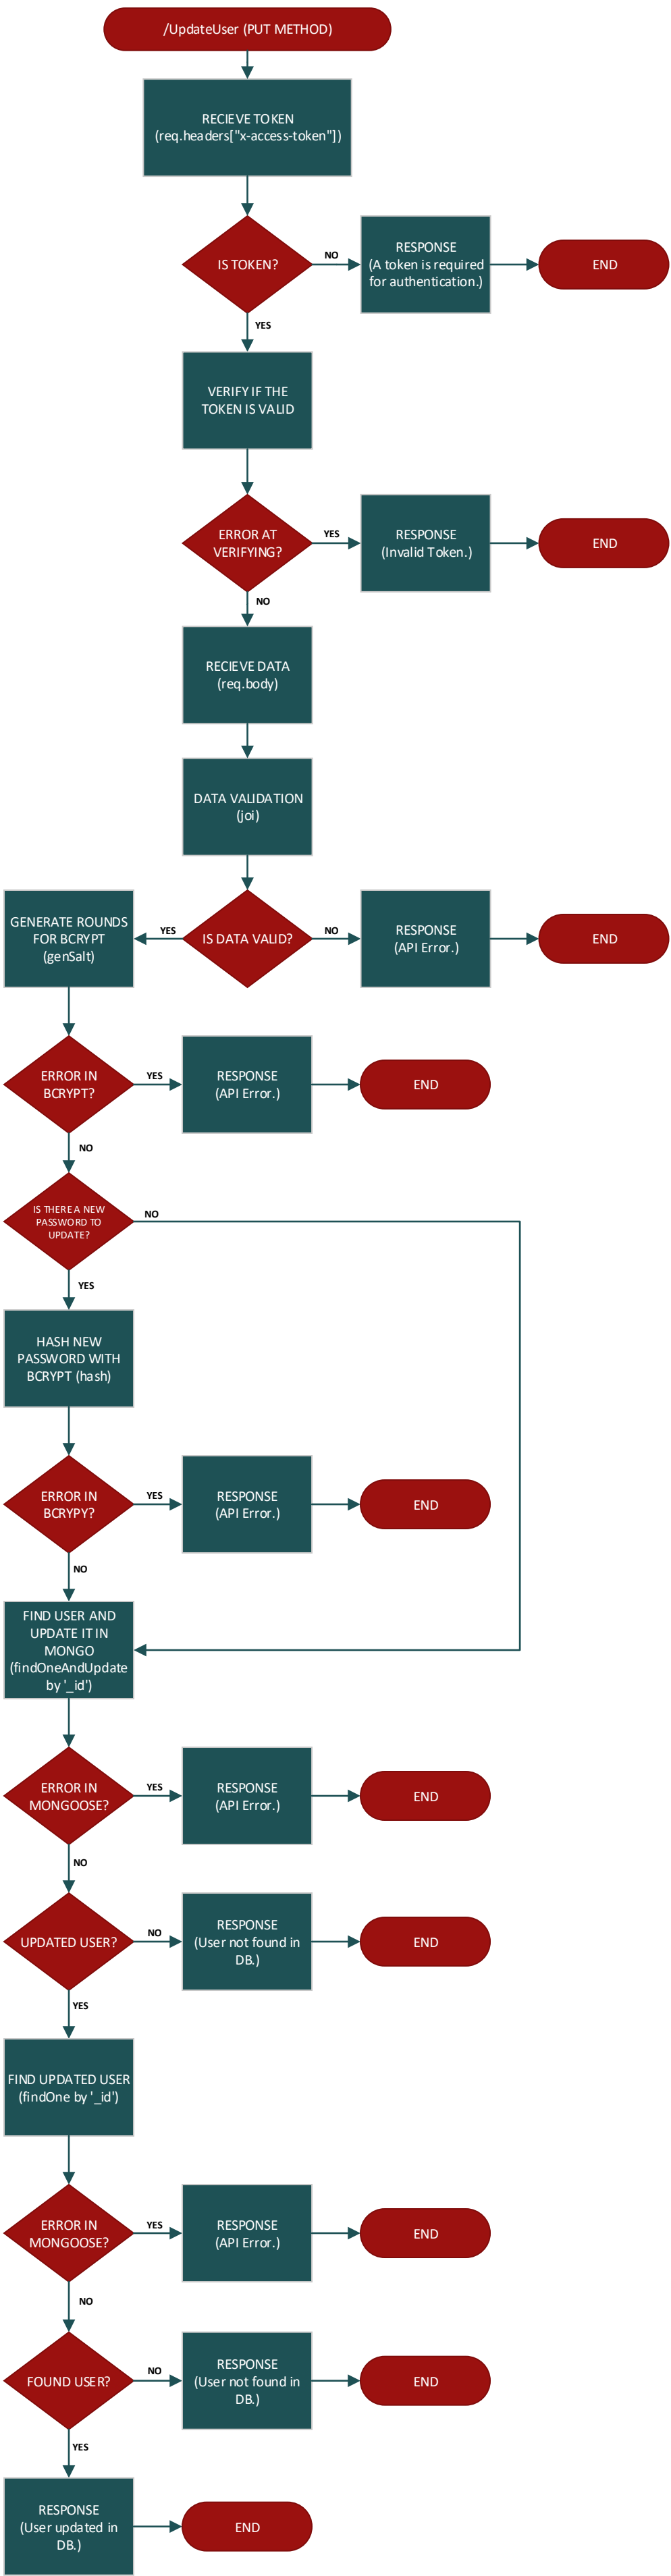 /UpdateUser (PUT METHOD)
RECIEVE TOKEN
(req.headers["x-access-token"])
IS TOKEN?
NO
RESPONSE
(A token is required
for authentication.)
END
YES
VERIFY IF THE
TOKEN IS VALID
ERROR AT
VERIFYING?
YES
RESPONSE
(Invalid Token.)
END
NO
RECIEVE DATA
(req.body)
DATA VALIDATION
(joi)
IS DATA VALID?
NO
RESPONSE
(API Error.)
END
YES
GENERATE ROUNDS
FOR BCRYPT
(genSalt)
ERROR IN
BCRYPT?
YES
RESPONSE
(API Error.)
END
NO
IS THERE A NEW
PASSWORD TO
UPDATE?
NO
YES
HASH NEW
PASSWORD WITH
BCRYPT (hash)
ERROR IN
BCRYPY?
YES
RESPONSE
(API Error.)
END
NO
FIND USER AND
UPDATE IT IN
MONGO
(findOneAndUpdate
by '_id')
ERROR IN
MONGOOSE?
YES
RESPONSE
(API Error.)
END
NO
UPDATED USER?
NO
RESPONSE
(User not found in
DB.)
END
YES
FIND UPDATED USER
(findOne by '_id')
ERROR IN
MONGOOSE?
YES
RESPONSE
(API Error.)
END
NO
FOUND USER?
NO
RESPONSE
(User not found in
DB.)
END
YES
RESPONSE
(User updated in
DB.)
END